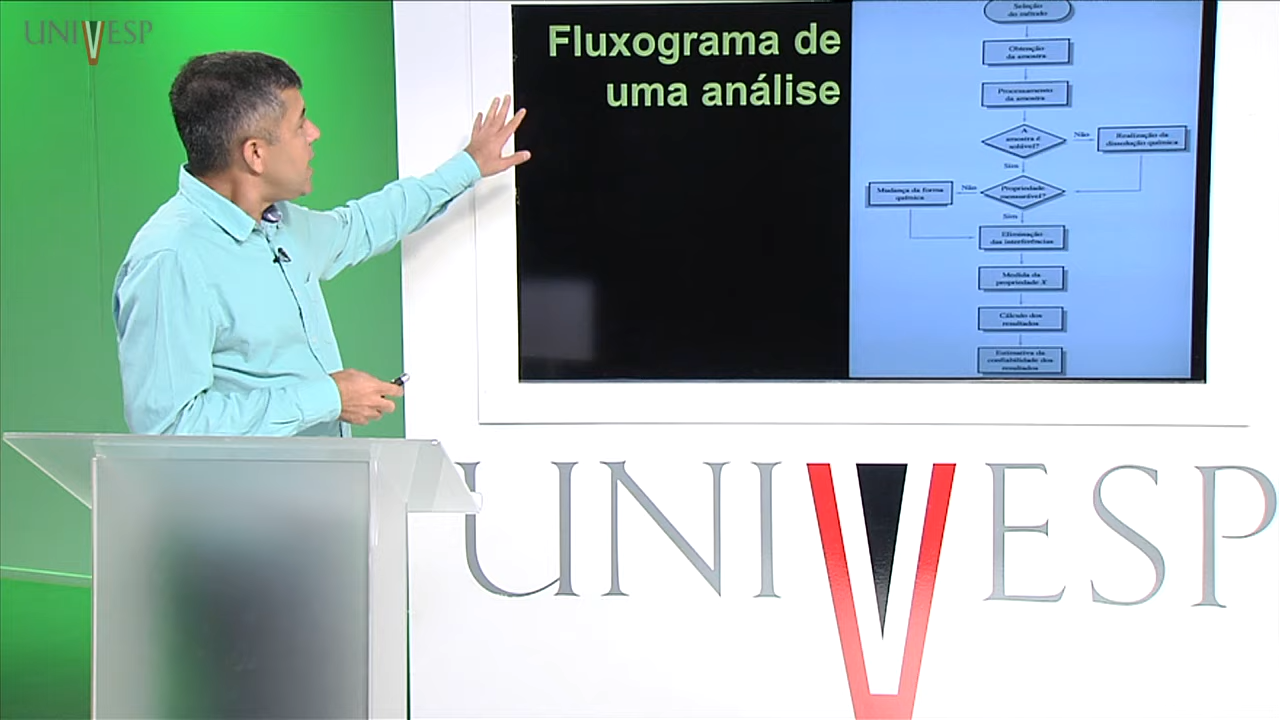 UNIVESP
Fluxograma de
uma análise
Seleção
do método
Obtenção
da amostra
Processamento
da amostra
A
amostra é
solúvel?
Não
Realização da
dissolução química
Sim
Propriedade
mensurável?
Não
Mudança da forma
química
Sim
Eliminação
das interferências
Medida da
propriedade X
Cálculo dos
resultados
Estimativa da
confiabilidade dos
resultados
UNIVESP